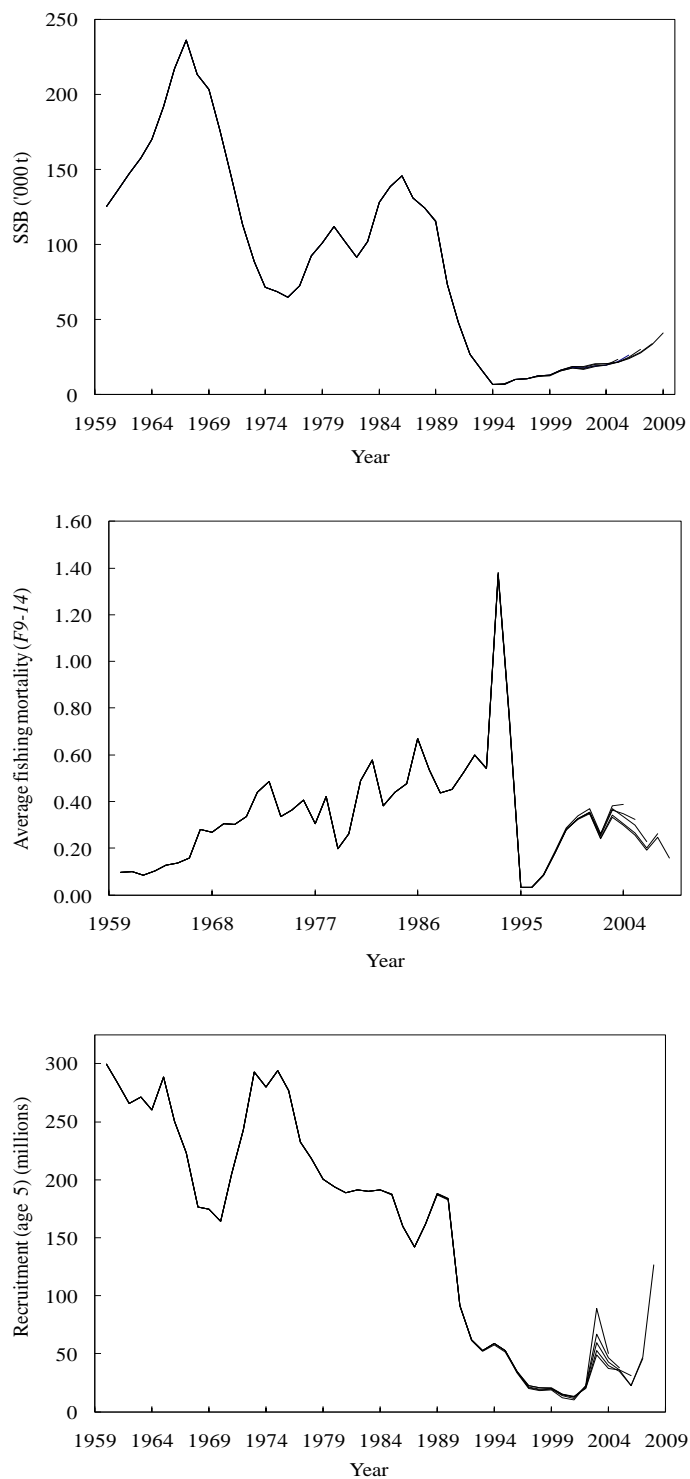 250
200
150
100
50
0
SSB ('000 t)
1959 1964 1969 1974 1979 1984 1989 1994 1999 2004 2009
Year
1.60
1.40
1.20
1.00
0.80
0.60
0.40
0.20
0.00
Average fishing mortality (F9-14)
1959 1968 1977 1986 1995 2004
Year
300
250
200
150
100
50
0
Recruitment (age 5) (millions)
1959 1964 1969 1974 1979 1984 1989 1994 1999 2004 2009
Year